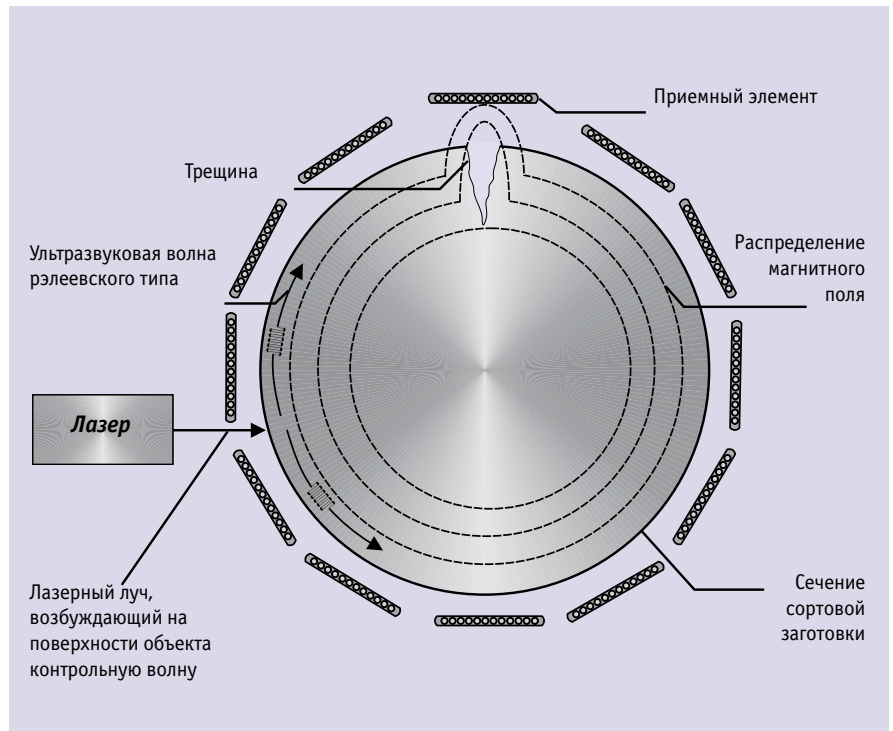 Приемный элемент
Трещина
Ультразвуковая волна
рэлеевского типа
Распределение
магнитного
поля
Лазер
Лазерный луч,
возбуждающий на
поверхности объекта
контрольную волну
Сечение
сортовой
заготовки